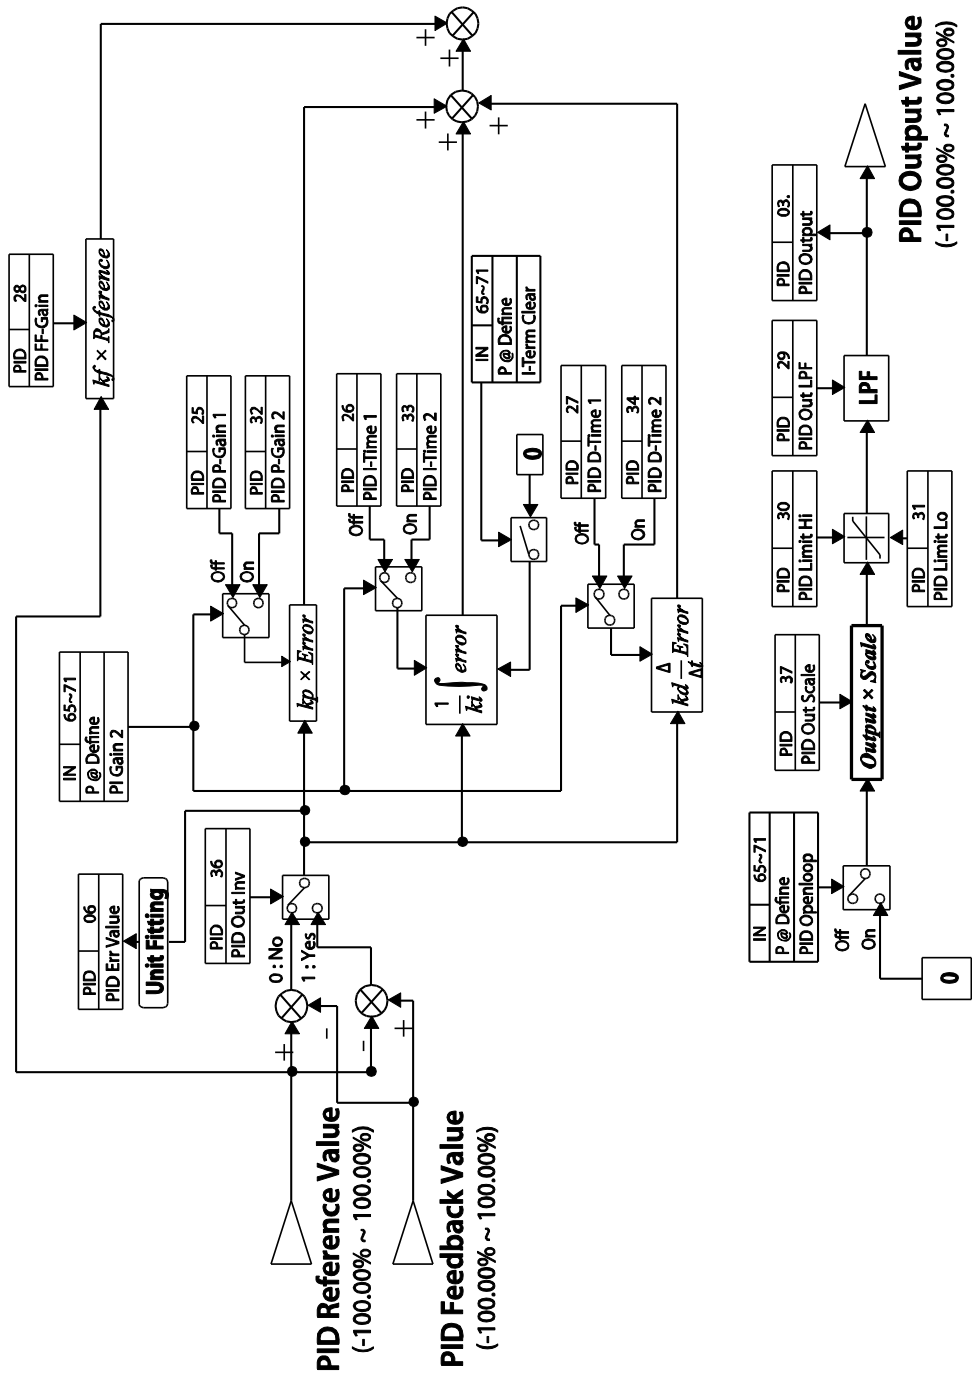 PID 28
PID FF-Gain
kf × Reference
PID 25
PID P-Gain 1
PID 32
PID P-Gain 2
Off
On
IN 65~71
P @ Define
PI Gain 2
kp × Error
PID 26
PID I-Time 1
PID 33
PID I-Time 2
Off
On
1
ki
∫ error
IN 65~71
P @ Define
I-Term Clear
0
PID 27
PID D-Time 1
PID 34
PID D-Time 2
Off
On
kd Δ/Δt Error
PID 06
PID Err Value
Unit Fitting
PID 36
PID Out Inv
0 : No
1 : Yes
+
-
-
+
+
+
+
+
+
PID Reference Value
(-100.00% ~ 100.00%)
PID Feedback Value
(-100.00% ~ 100.00%)
IN 65~71
P @ Define
PID Openloop
Off
On
0
PID 37
PID Out Scale
Output × Scale
PID 30
PID Limit Hi
PID 31
PID Limit Lo
PID 29
PID Out LPF
LPF
PID 03.
PID Output
PID Output Value
(-100.00% ~ 100.00%)